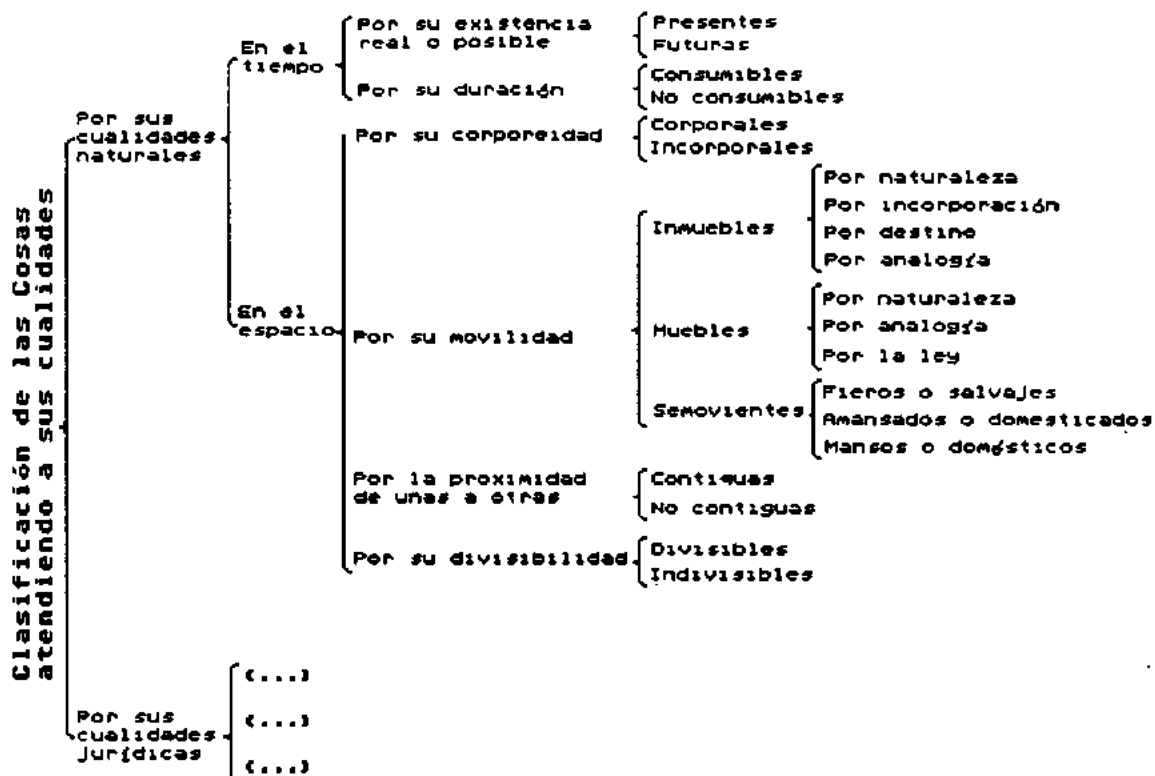 Clasificación de las Cosas
atendiendo a sus cualidades
Por sus
cualidades
naturales
En el
tiempo
Por su existencia
real o posible
Presentes
Futuras
Por su duración
Consumibles
No consumibles
En el
espacio
Por su corporeidad
Corporales
Incorporales
Por su movilidad
Inmuebles
Por naturaleza
Por incorporación
Por destino
Por analogía
Muebles
Por naturaleza
Por analogía
Por la ley
Semovientes
Fieros o salvajes
Amansados o domesticados
Mansos o domésticos
Por la proximidad
de unas a otras
Contiguas
No contiguas
Por su divisibilidad
Divisibles
Indivisibles
Por sus
cualidades
jurídicas
(...)
(...)
(...)